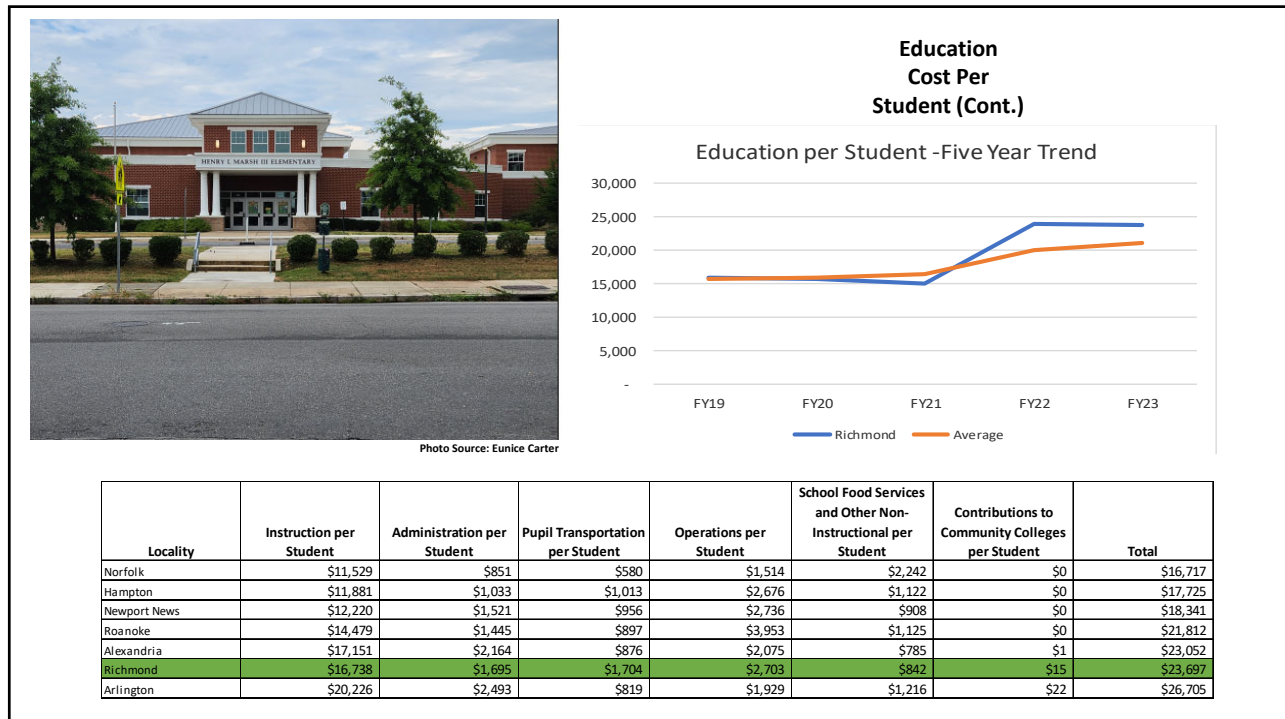 HENRY L MARSH III ELEMENTARY
Photo Source: Eunice Carter
Education
Cost Per
Student (Cont.)
Education per Student -Five Year Trend
30,000
25,000
20,000
15,000
10,000
5,000
-
FY19 FY20 FY21 FY22 FY23
Richmond Average
Locality Instruction per Student Administration per Student Pupil Transportation per Student Operations per Student School Food Services and Other Non-Instructional per Student Contributions to Community Colleges per Student Total
Norfolk $11,529 $851 $580 $1,514 $2,242 $0 $16,717
Hampton $11,881 $1,033 $1,013 $2,676 $1,122 $0 $17,725
Newport News $12,220 $1,521 $956 $2,736 $908 $0 $18,341
Roanoke $14,479 $1,445 $897 $3,953 $1,125 $0 $21,812
Alexandria $17,151 $2,164 $876 $2,075 $785 $1 $23,052
Richmond $16,738 $1,695 $1,704 $2,703 $842 $15 $23,697
Arlington $20,226 $2,493 $819 $1,929 $1,216 $22 $26,705